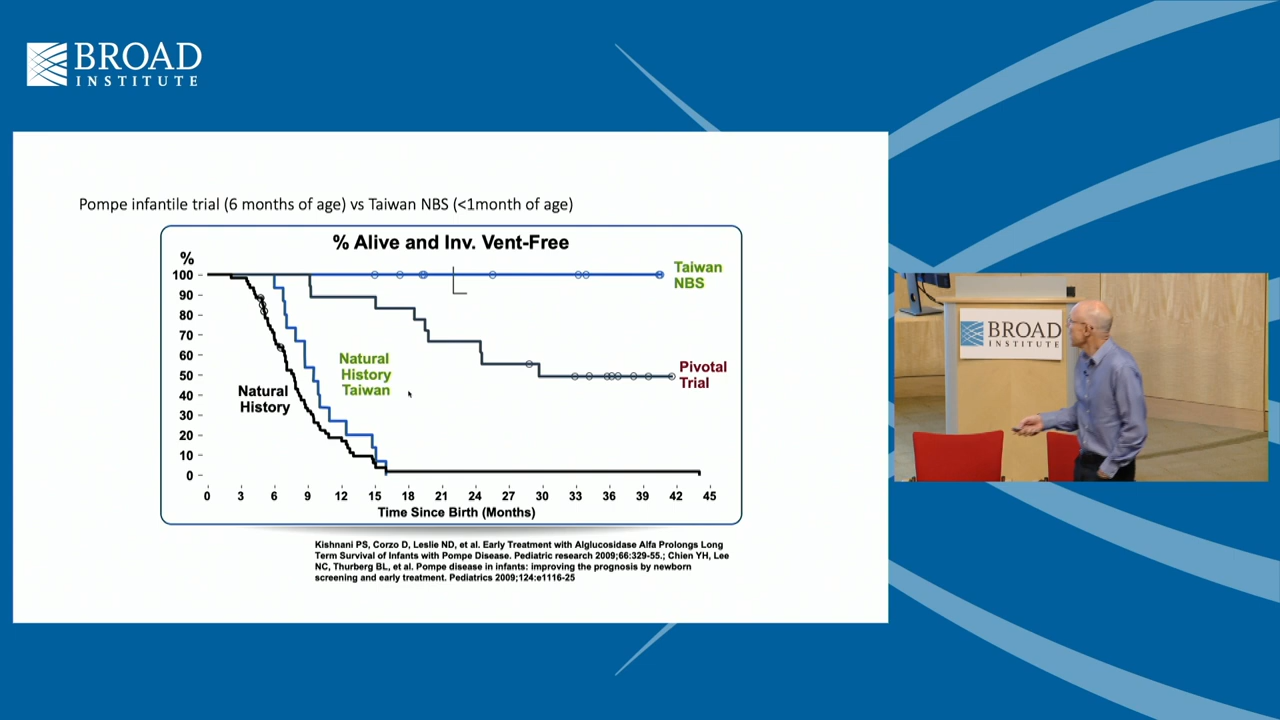 BROAD
INSTITUTE
Pompe infantile trial (6 months of age) vs Taiwan NBS (<1month of age)
% Alive and Inv. Vent-Free
%
100
90
80
70
60
50
40
30
20
10
0
Taiwan
NBS
Natural
History
Taiwan
Pivotal
Trial
Natural
History
0 3 6 9 12 15 18 21 24 27 30 33 36 39 42 45
Time Since Birth (Months)
Kishnani PS, Corzo D, Leslie ND, et al. Early Treatment with Alglucosidase Alfa Prolongs Long
Term Survival of Infants with Pompe Disease. Pediatric research 2009;66:329-55.; Chien YH, Lee
NC, Thurberg BL, et al. Pompe disease in infants: improving the prognosis by newborn
screening and early treatment. Pediatrics 2009;124:e1116-25
BROAD
INSTITUTE